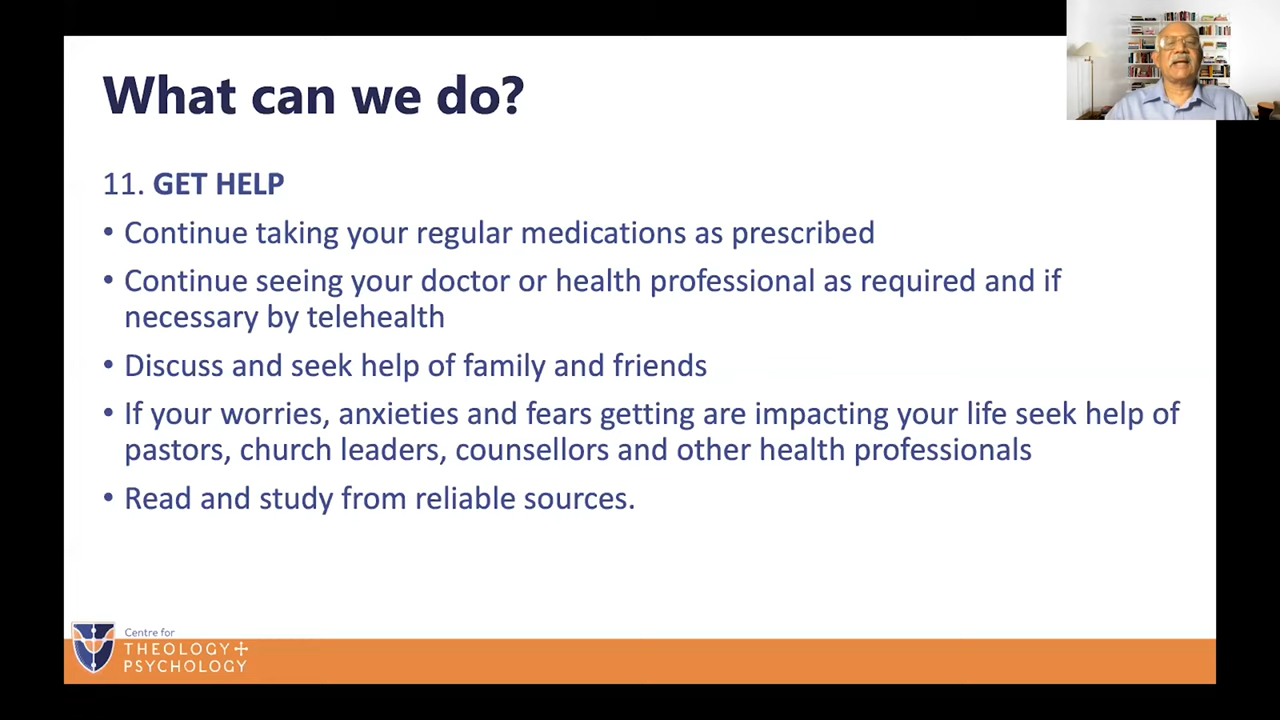 What can we do?
11. GET HELP
• Continue taking your regular medications as prescribed
• Continue seeing your doctor or health professional as required and if
necessary by telehealth
• Discuss and seek help of family and friends
• If your worries, anxieties and fears getting are impacting your life seek help of
pastors, church leaders, counsellors and other health professionals
• Read and study from reliable sources.
Centre for
THEOLOGY+
PSYCHOLOGY